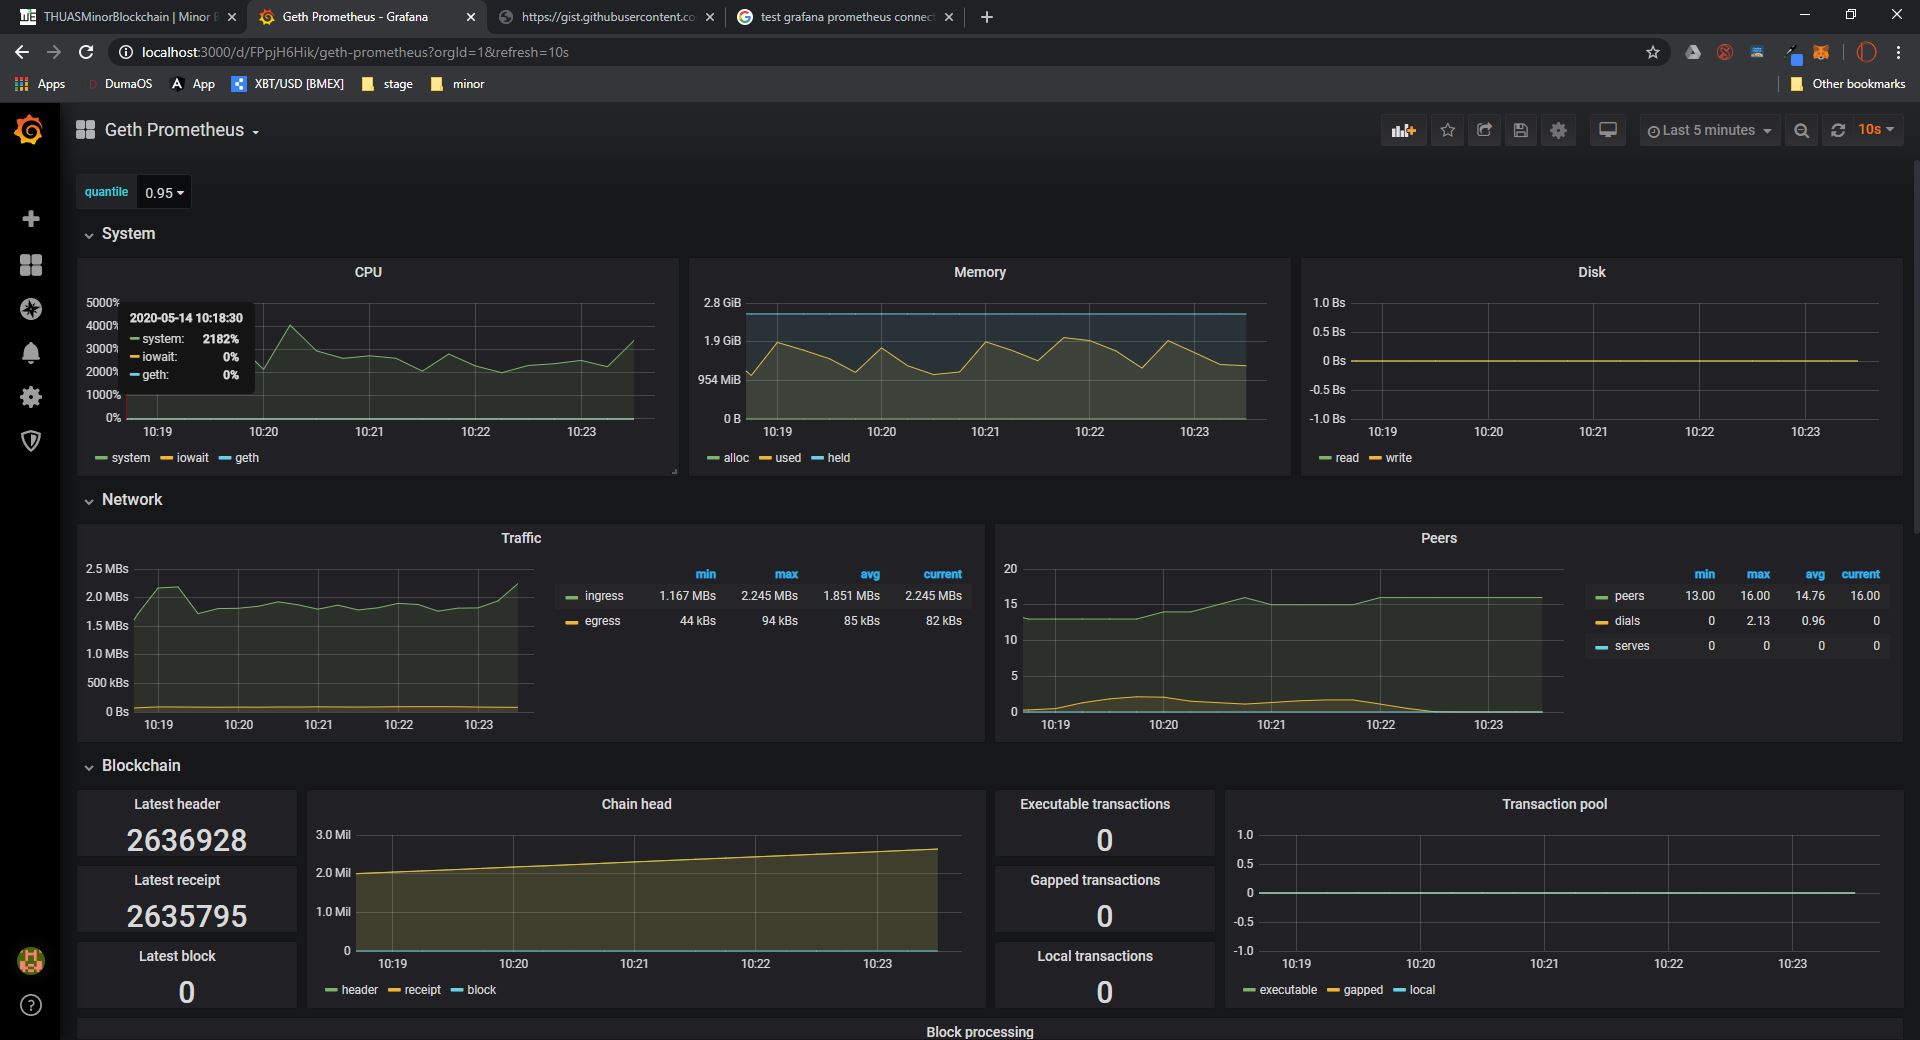 THUASMinorBlockchain | Minor B
Geth Prometheus - Grafana
https://gist.githubusercontent.co
test grafana prometheus connect
localhost:3000/d/FPpjH6Hik/geth-prometheus?orgId=1&refresh=10s
Apps
DumaOS
App
XBT/USD [BMEX]
stage
minor
Other bookmarks
Geth Prometheus
Last 5 minutes
10s
quantile
0.95
System
CPU
5000%
4000%
3000%
2000%
1000%
0%
2020-05-14 10:18:30
system: 2182%
iowait: 0%
geth: 0%
10:19 10:20 10:21 10:22 10:23
system iowait geth
Memory
2.8 GiB
1.9 GiB
954 MiB
0 B
10:19 10:20 10:21 10:22 10:23
alloc used held
Disk
1.0 Bs
0.5 Bs
0 Bs
-0.5 Bs
-1.0 Bs
10:19 10:20 10:21 10:22 10:23
read write
Network
Traffic
2.5 MBs
2.0 MBs
1.5 MBs
1.0 MBs
500 kBs
0 Bs
10:19 10:20 10:21 10:22 10:23
min max avg current
ingress 1.167 MBs 2.245 MBs 1.851 MBs 2.245 MBs
egress 44 kBs 94 kBs 85 kBs 82 kBs
Peers
20
15
10
5
0
10:19 10:20 10:21 10:22 10:23
min max avg current
peers 13.00 16.00 14.76 16.00
dials 0 2.13 0.96 0
serves 0 0 0 0
Blockchain
Latest header
2636928
Latest receipt
2635795
Latest block
0
Chain head
3.0 Mil
2.0 Mil
1.0 Mil
0
10:19 10:20 10:21 10:22 10:23
header receipt block
Executable transactions
0
Gapped transactions
0
Local transactions
0
Transaction pool
1.0
0.5
0
-0.5
-1.0
10:19 10:20 10:21 10:22 10:23
executable gapped local
Block processing